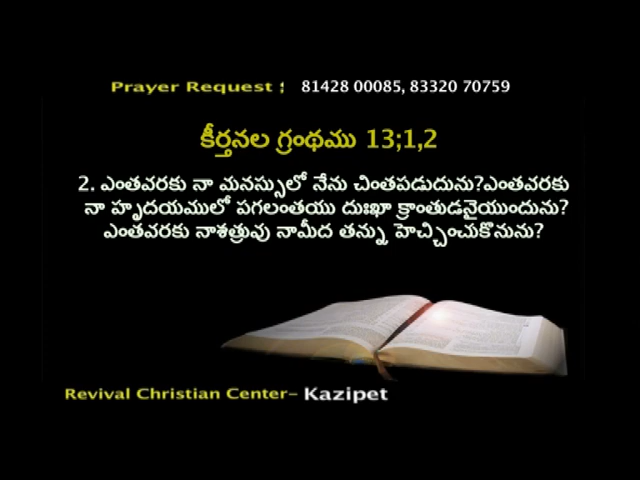 Prayer Request : 81428 00085, 83320 70759
కీర్తనల గ్రంథము 13;1,2
2. ఎంతవరకు నా మనస్సులో నేను చింతపడుదును?ఎంతవరకు
నా హృదయములో పగలంతయు దుఃఖా క్రాంతుడనైయుందును?
ఎంతవరకు నాశత్రువు నామీద తన్ను హెచ్చించుకొనును?
Revival Christian Center- Kazipet